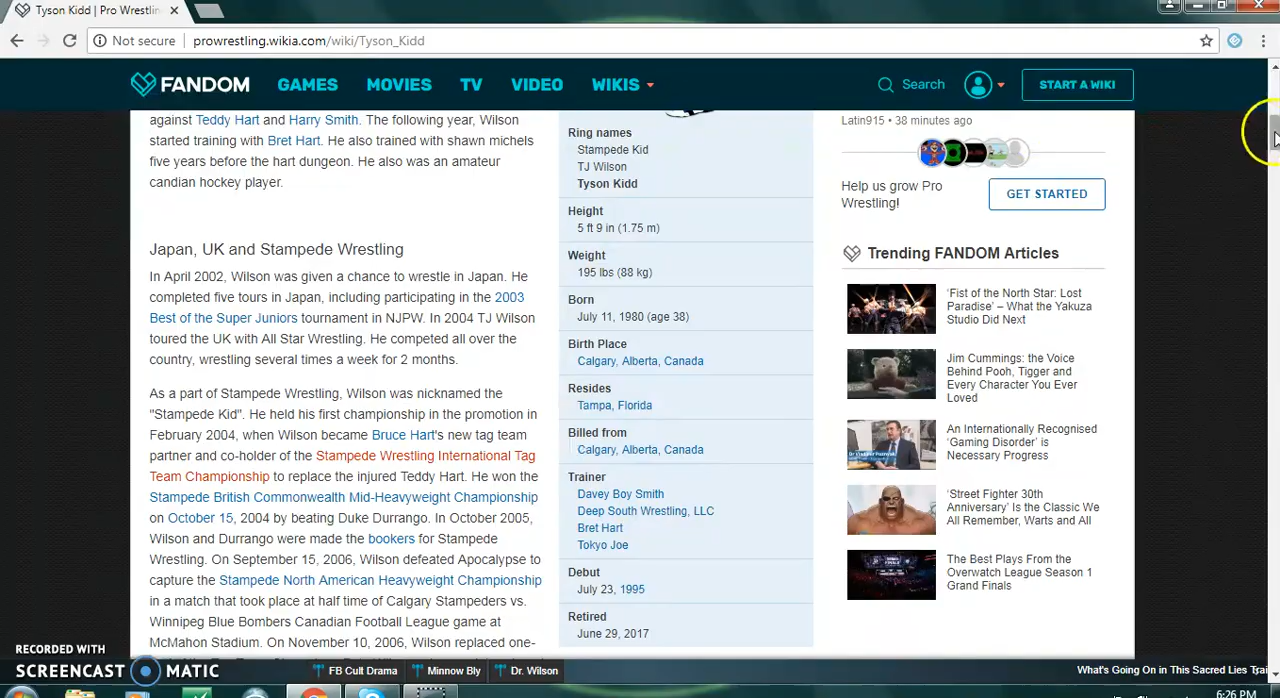 Tyson Kidd | Pro Wrestlin
Not secure | prowrestling.wikia.com/wiki/Tyson_Kidd
FANDOM GAMES MOVIES TV VIDEO WIKIS Search START A WIKI
against Teddy Hart and Harry Smith. The following year, Wilson
started training with Bret Hart. He also trained with shawn michels
five years before the hart dungeon. He also was an amateur
candian hockey player.
Japan, UK and Stampede Wrestling
In April 2002, Wilson was given a chance to wrestle in Japan. He
completed five tours in Japan, including participating in the 2003
Best of the Super Juniors tournament in NJPW. In 2004 TJ Wilson
toured the UK with All Star Wrestling. He competed all over the
country, wrestling several times a week for 2 months.
As a part of Stampede Wrestling, Wilson was nicknamed the
"Stampede Kid". He held his first championship in the promotion in
February 2004, when Wilson became Bruce Hart's new tag team
partner and co-holder of the Stampede Wrestling International Tag
Team Championship to replace the injured Teddy Hart. He won the
Stampede British Commonwealth Mid-Heavyweight Championship
on October 15, 2004 by beating Duke Durrango. In October 2005,
Wilson and Durrango were made the bookers for Stampede
Wrestling. On September 15, 2006, Wilson defeated Apocalypse to
capture the Stampede North American Heavyweight Championship
in a match that took place at half time of Calgary Stampeders vs.
Winnipeg Blue Bombers Canadian Football League game at
McMahon Stadium. On November 10, 2006, Wilson replaced one-
Ring names
Stampede Kid
TJ Wilson
Tyson Kidd
Height
5 ft 9 in (1.75 m)
Weight
195 lbs (88 kg)
Born
July 11, 1980 (age 38)
Birth Place
Calgary, Alberta, Canada
Resides
Tampa, Florida
Billed from
Calgary, Alberta, Canada
Trainer
Davey Boy Smith
Deep South Wrestling, LLC
Bret Hart
Tokyo Joe
Debut
July 23, 1995
Retired
June 29, 2017
Latin915 • 38 minutes ago
Help us grow Pro
Wrestling!
GET STARTED
Trending FANDOM Articles
'Fist of the North Star: Lost
Paradise' – What the Yakuza
Studio Did Next
Jim Cummings: the Voice
Behind Pooh, Tigger and
Every Character You Ever
Loved
An Internationally Recognised
'Gaming Disorder' is
Necessary Progress
'Street Fighter 30th
Anniversary' Is the Classic We
All Remember, Warts and All
The Best Plays From the
Overwatch League Season 1
Grand Finals
RECORDED WITH
SCREENCAST MATIC
FB Cult Drama Minnow Bly Dr. Wilson
What's Going On in This Sacred Lies Trai
6:26 PM